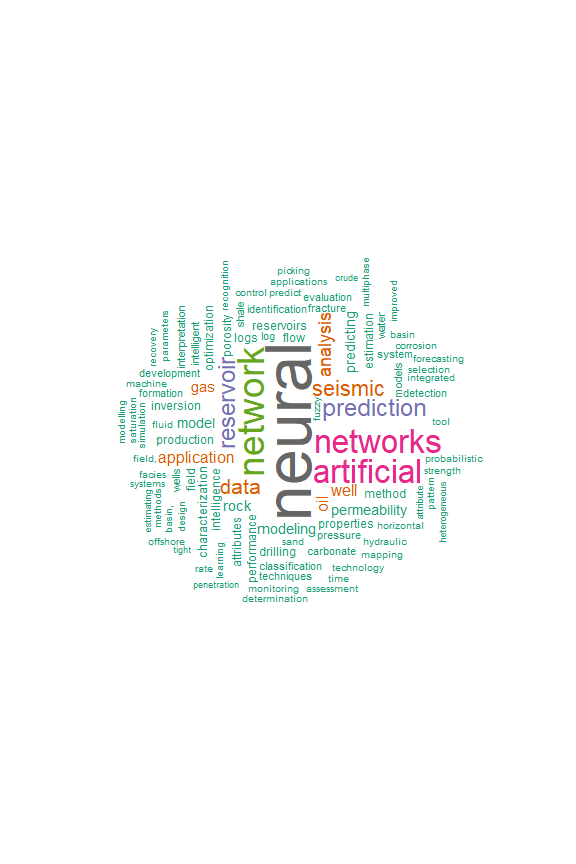 picking
crude
applications
multiphase
recognition
control
predict
evaluation
improved
identification
fracture
shale
reservoirs
water
logs
log
flow
analysis
predicting
estimation
basin
corrosion
system
forecasting
selection
integrated
models
detection
recovery
parameters
interpretation
intelligent
optimization
porosity
development
machine
formation
gas
reservoir
network
neural
seismic
fuzzy
prediction
tool
inversion
modelling
saturation
simulation
fluid
model
production
networks
artificial
field,
application
probabilistic
strength
facies
systems
wells
field
characterization
intelligence
data
rock
oil
well
method
permeability
attribute
pattern
heterogeneous
estimating
methods
basin,
design
attributes
performance
modeling
properties
horizontal
pressure
hydraulic
sand
offshore
tight
drilling
carbonate
mapping
rate
learning
classification
technology
techniques
time
penetration
monitoring
assessment
determination